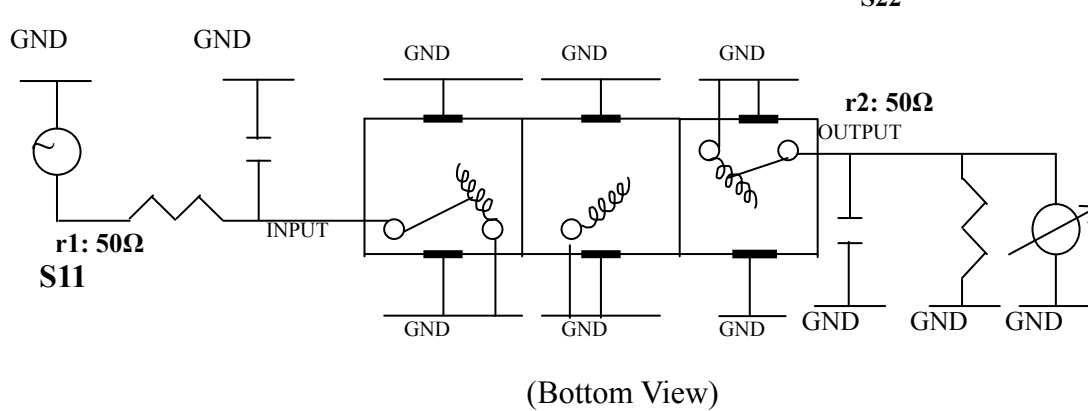 S22
GND
GND
GND
GND
GND
r2: 50Ω
OUTPUT
INPUT
r1: 50Ω
S11
GND
GND
GND
GND
GND
GND
(Bottom View)